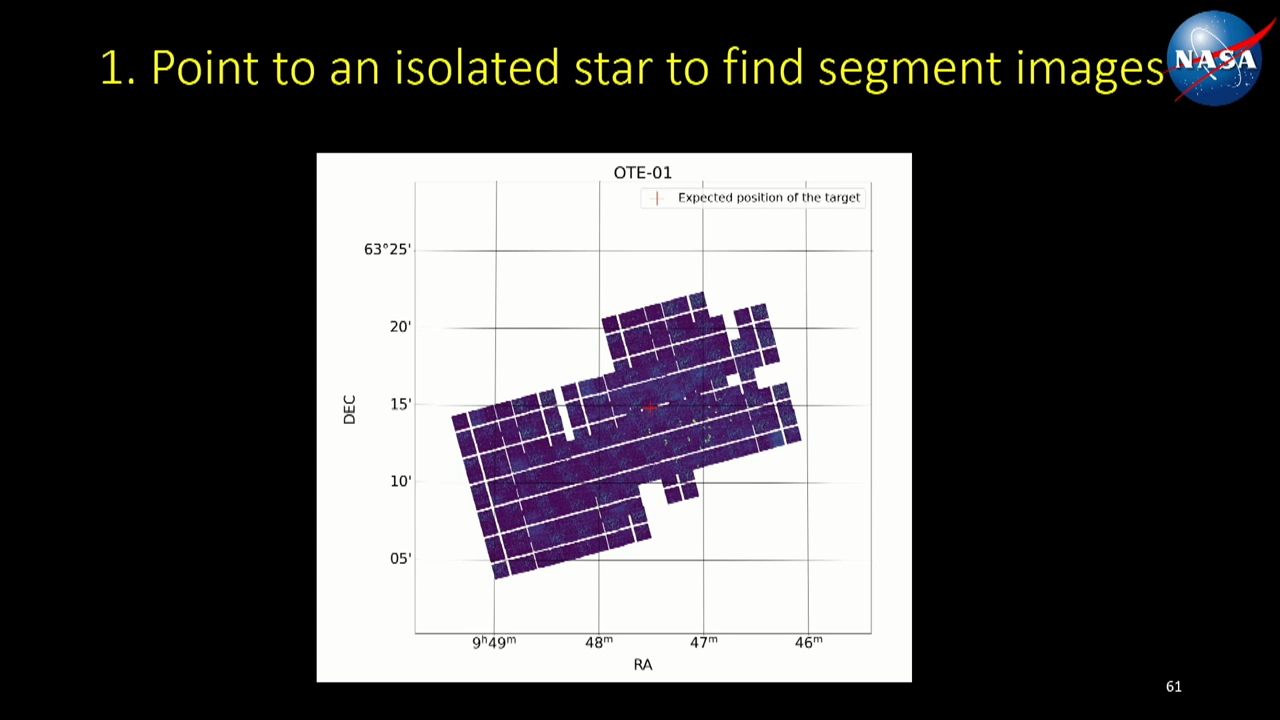 1. Point to an isolated star to find segment images
NASA
OTE-01
Expected position of the target
63°25'
20'
15'
10'
05'
DEC
9ʰ49ᵐ 48ᵐ 47ᵐ 46ᵐ
RA
61